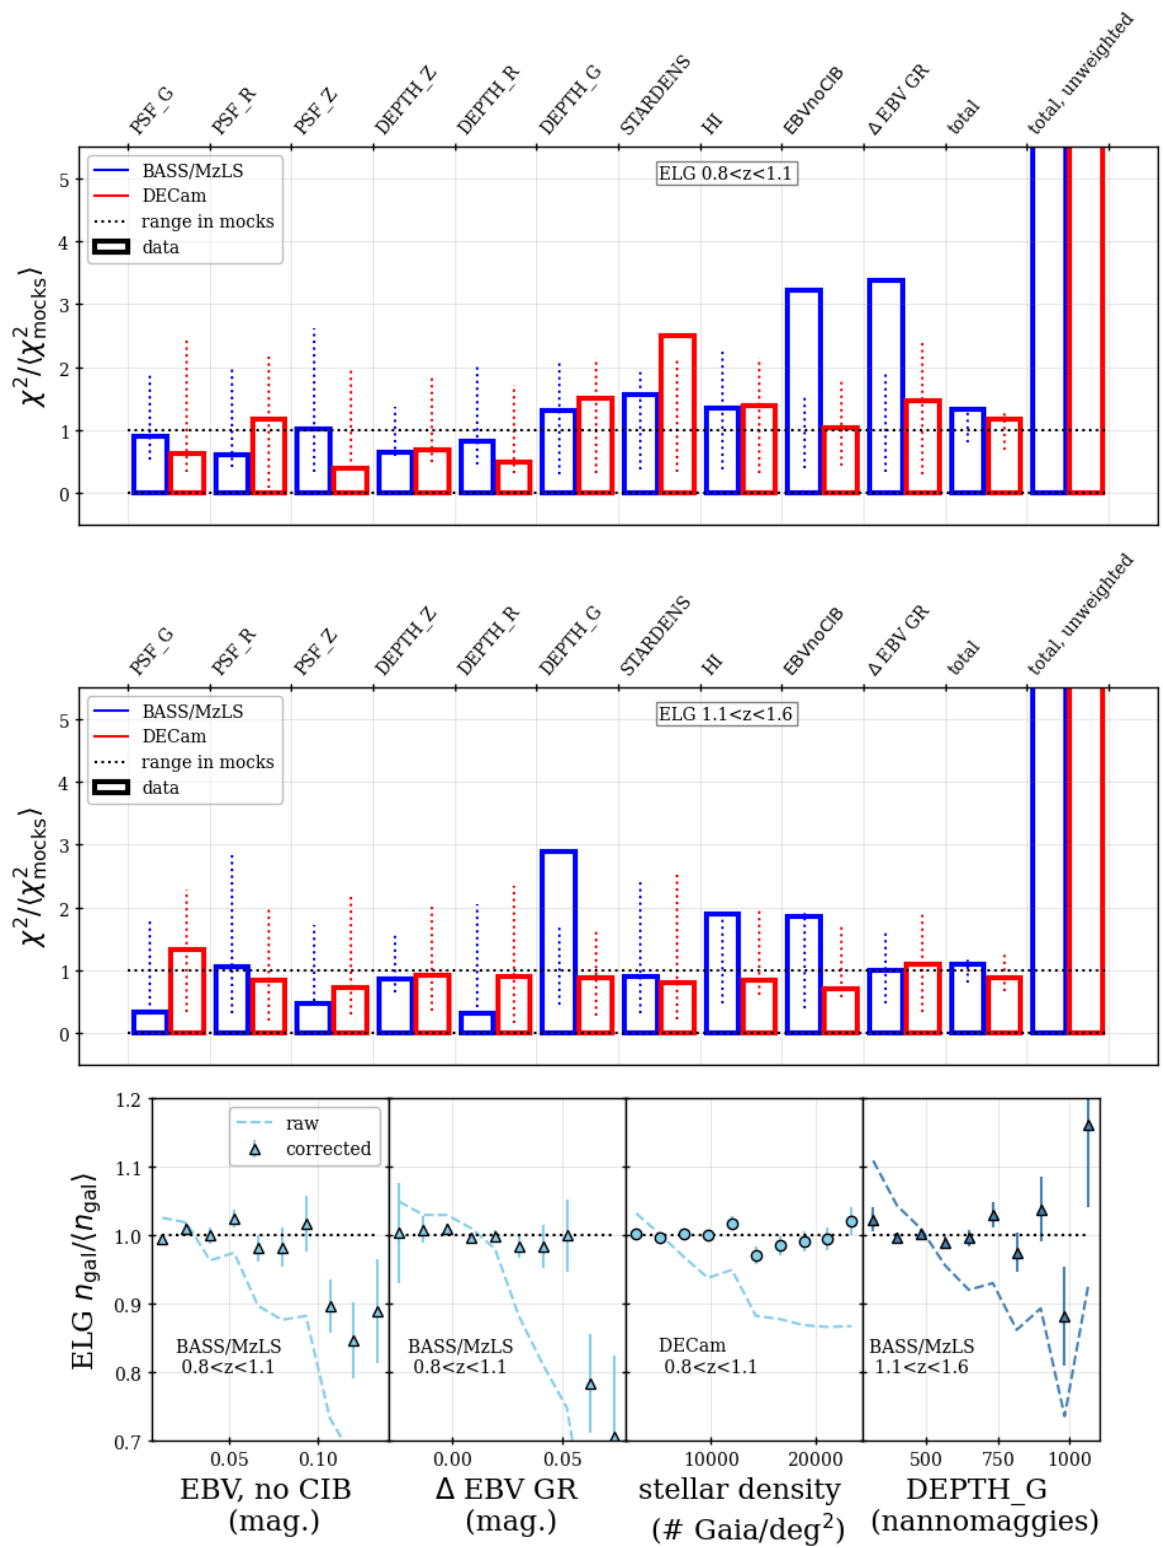 PSF_G
PSF_R
PSF_Z
DEPTH_Z
DEPTH_R
DEPTH_G
STARDENS
HI
EBVnoCIB
Δ EBV GR
total
total, unweighted
BASS/MzLS
DECam
range in mocks
data
ELG 0.8<z<1.1
5
4
3
2
1
0
χ²/⟨χ²mocks⟩
PSF_G
PSF_R
PSF_Z
DEPTH_Z
DEPTH_R
DEPTH_G
STARDENS
HI
EBVnoCIB
Δ EBV GR
total
total, unweighted
BASS/MzLS
DECam
range in mocks
data
ELG 1.1<z<1.6
5
4
3
2
1
0
χ²/⟨χ²mocks⟩
1.2
1.1
1.0
0.9
0.8
0.7
ELG ngal/⟨ngal⟩
raw
corrected
BASS/MzLS
0.8<z<1.1
BASS/MzLS
0.8<z<1.1
DECam
0.8<z<1.1
BASS/MzLS
1.1<z<1.6
0.05 0.10
0.00 0.05
10000 20000
500 750 1000
EBV, no CIB
(mag.)
Δ EBV GR
(mag.)
stellar density
(# Gaia/deg²)
DEPTH_G
(nannomaggies)